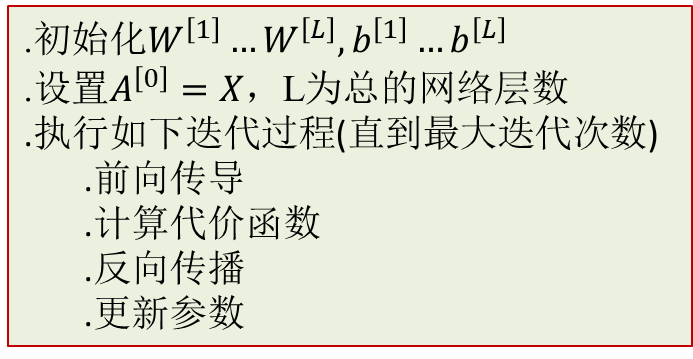 .初始化W^[1] … W^[L], b^[1] … b^[L]
.设置A^[0] = X，L为总的网络层数
.执行如下迭代过程(直到最大迭代次数)
.前向传导
.计算代价函数
.反向传播
.更新参数